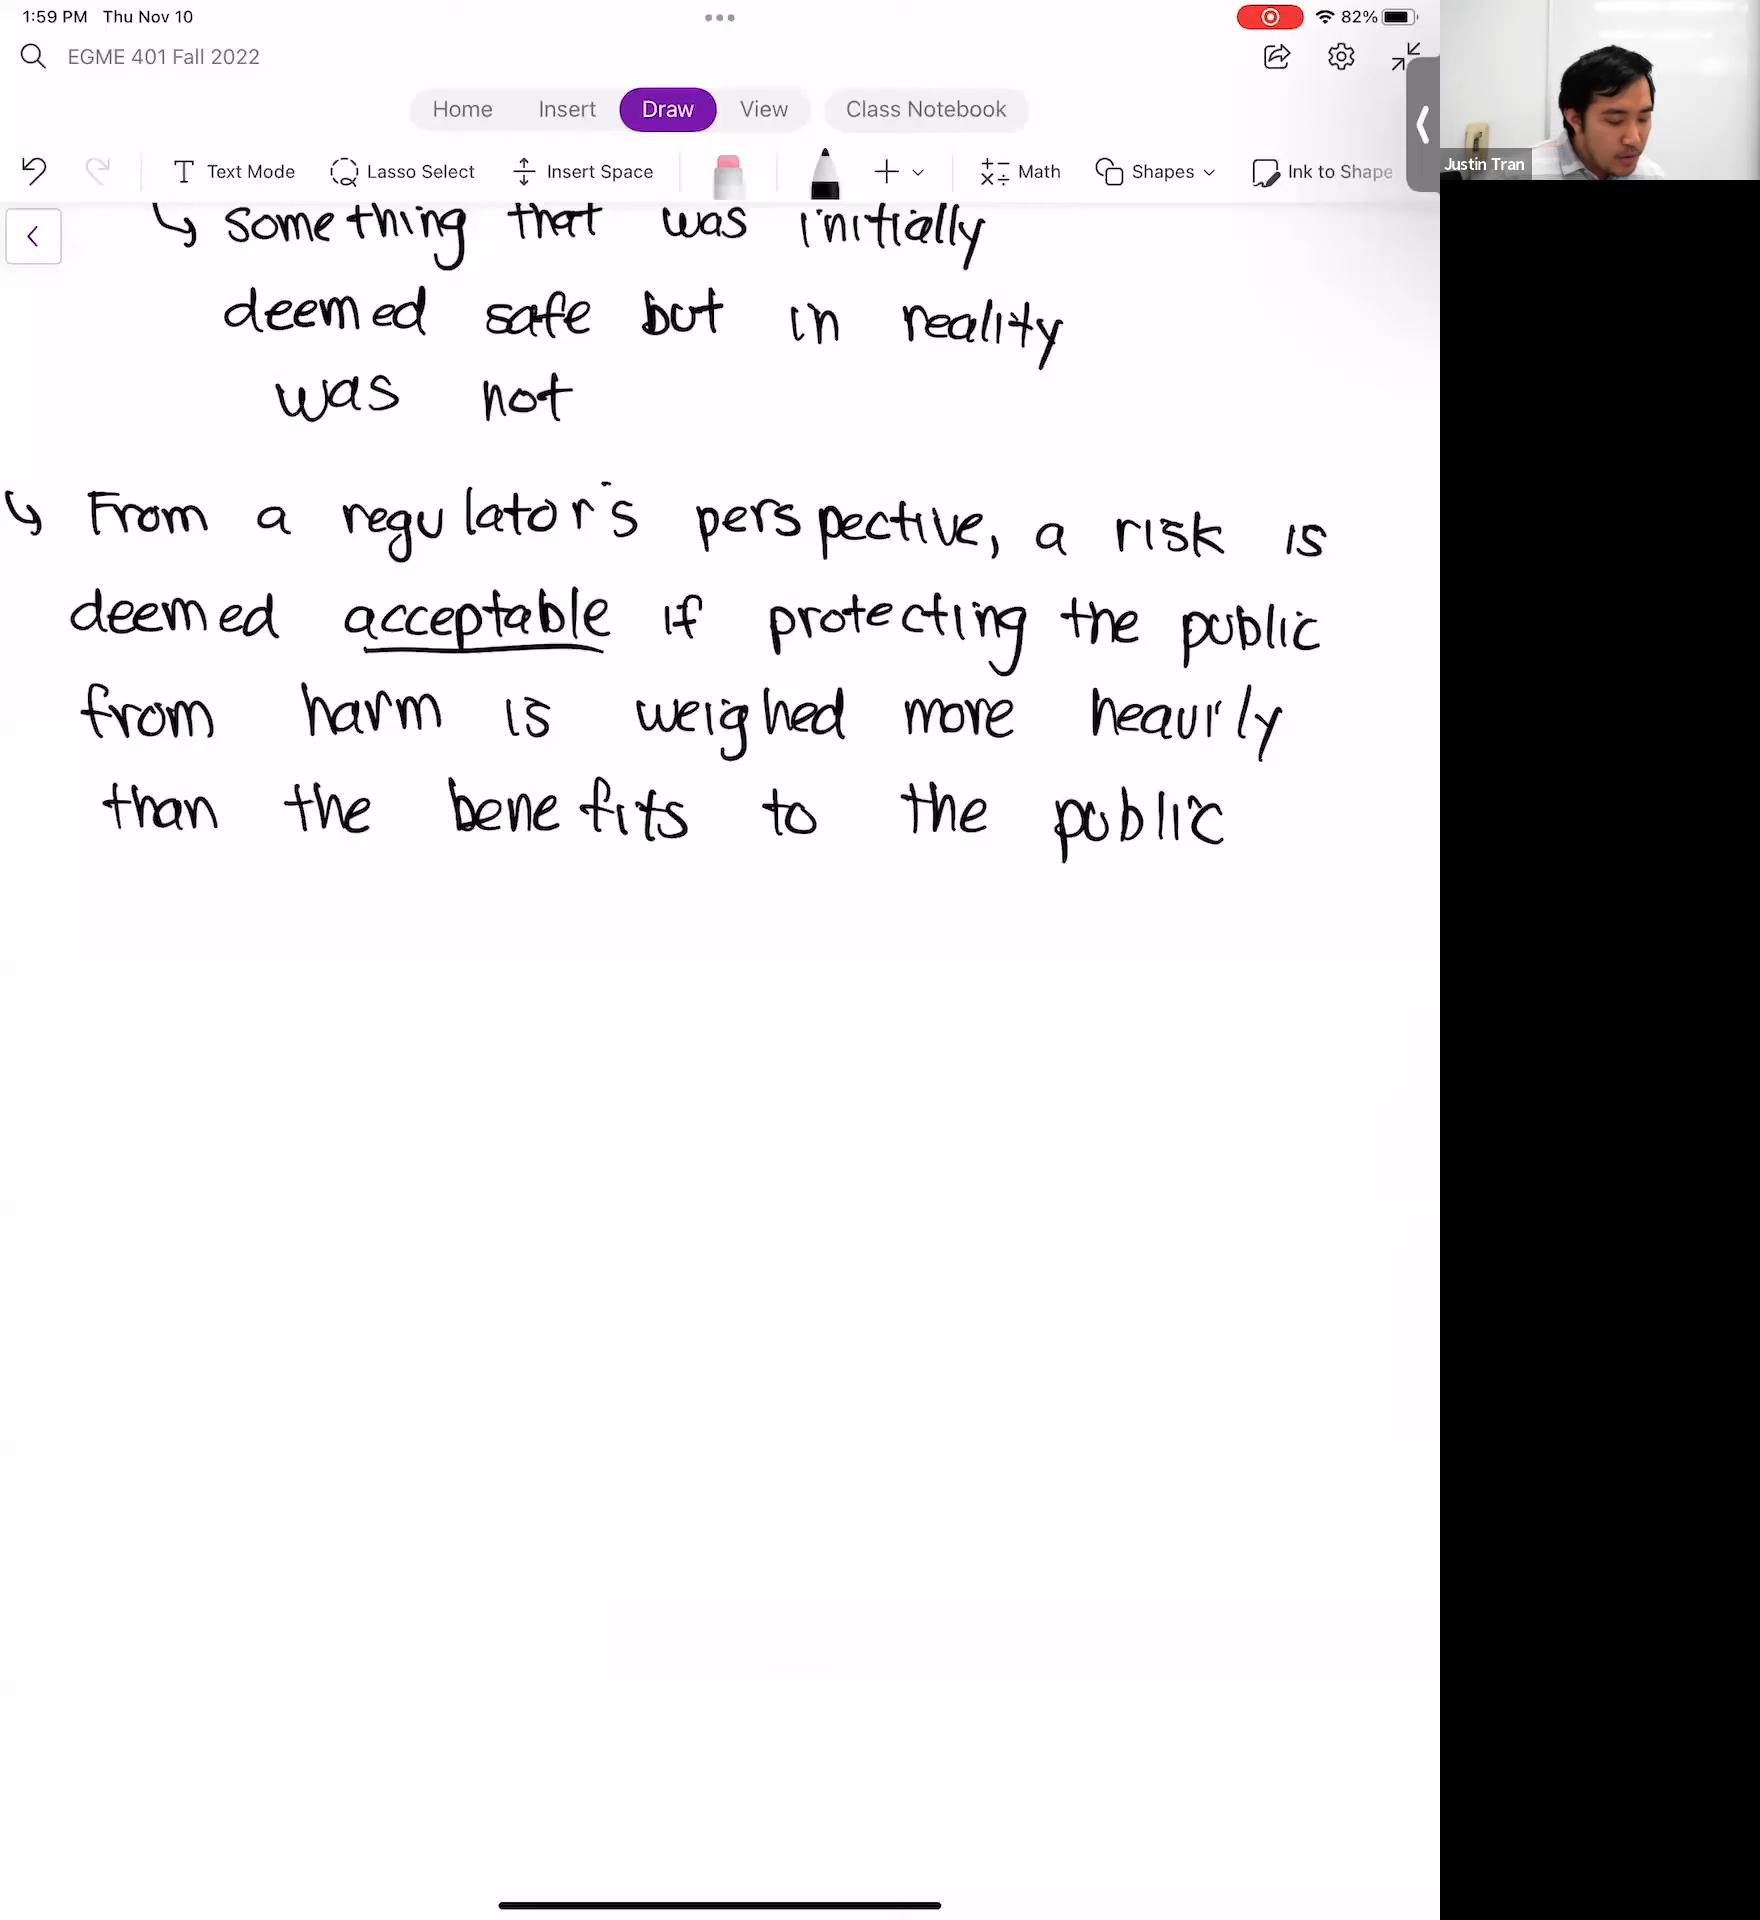 1:59 PM Thu Nov 10
82%
EGME 401 Fall 2022
Home Insert Draw View Class Notebook
Text Mode Lasso Select Insert Space Math Shapes Ink to Shape
Justin Tran
something that was initially
deemed safe but in reality
was not
From a regulator's perspective, a risk is
deemed acceptable if protecting the public
from harm is weighed more heavily
than the benefits to the public